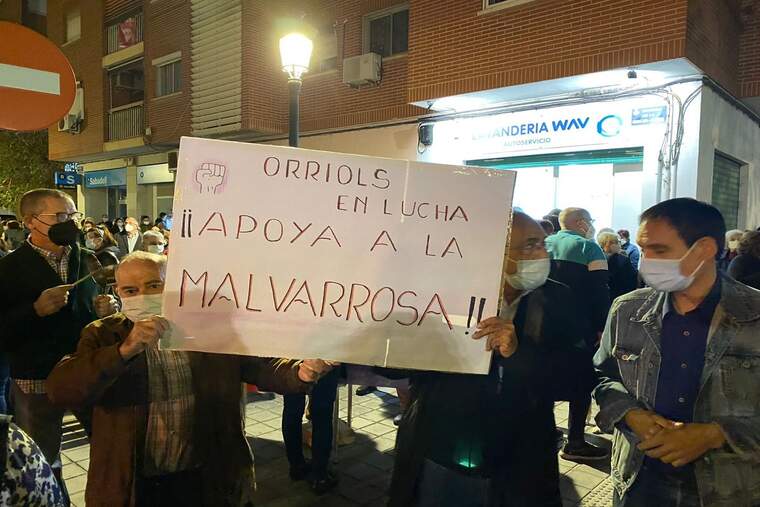 ORRIOLS
EN LUCHA
¡¡APOYA A LA
MALVARROSA!!
LAVANDERIA WAV
AUTOSERVICIO
Sabadell